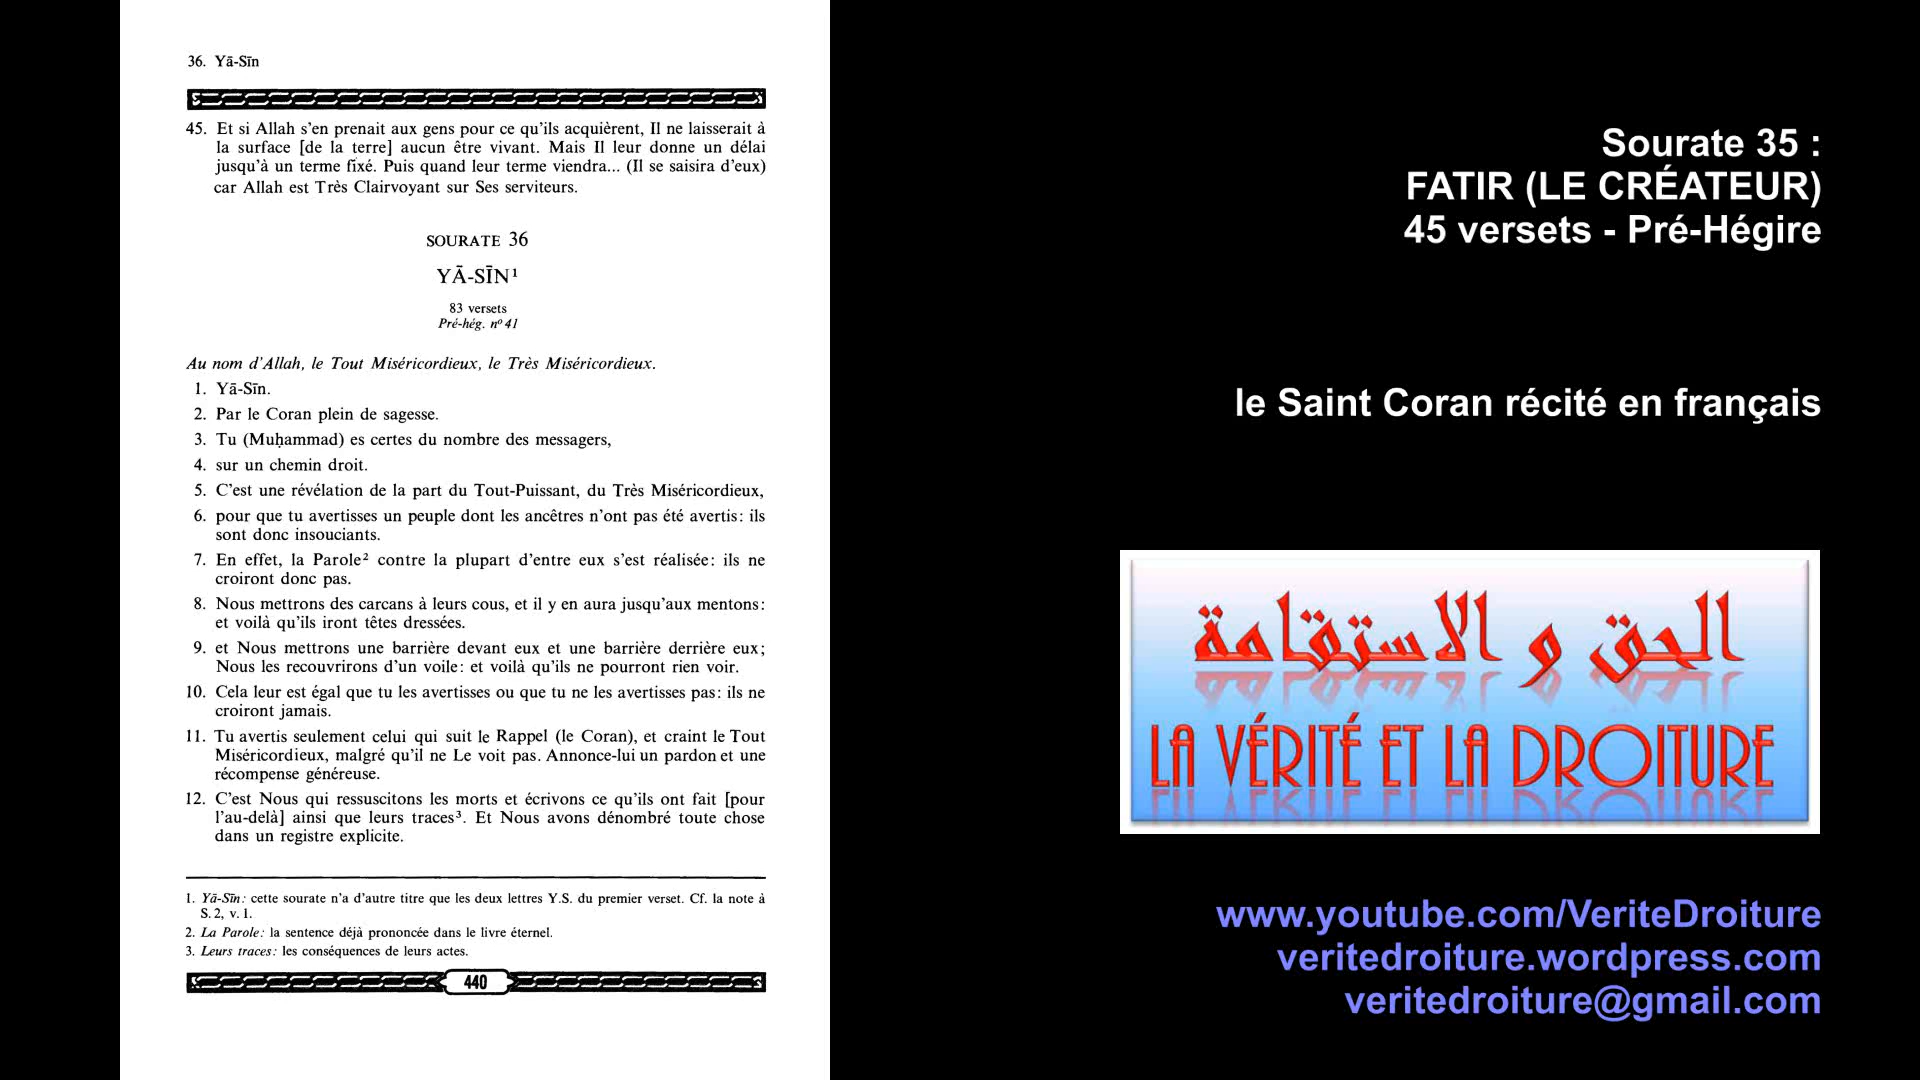 36. Yā-Sīn
45. Et si Allah s'en prenait aux gens pour ce qu'ils acquièrent, Il ne laisserait à
la surface [de la terre] aucun être vivant. Mais Il leur donne un délai
jusqu'à un terme fixé. Puis quand leur terme viendra... (Il se saisira d'eux)
car Allah est Très Clairvoyant sur Ses serviteurs.
SOURATE 36
YĀ-SĪN¹
83 versets
Pré-hég. nº 41
Au nom d'Allah, le Tout Miséricordieux, le Très Miséricordieux.
1. Yā-Sīn.
2. Par le Coran plein de sagesse.
3. Tu (Muḥammad) es certes du nombre des messagers,
4. sur un chemin droit.
5. C'est une révélation de la part du Tout-Puissant, du Très Miséricordieux,
6. pour que tu avertisses un peuple dont les ancêtres n'ont pas été avertis: ils
sont donc insouciants.
7. En effet, la Parole² contre la plupart d'entre eux s'est réalisée: ils ne
croiront donc pas.
8. Nous mettrons des carcans à leurs cous, et il y en aura jusqu'aux mentons:
et voilà qu'ils iront têtes dressées.
9. et Nous mettrons une barrière devant eux et une barrière derrière eux;
Nous les recouvrirons d'un voile: et voilà qu'ils ne pourront rien voir.
10. Cela leur est égal que tu les avertisses ou que tu ne les avertisses pas: ils ne
croiront jamais.
11. Tu avertis seulement celui qui suit le Rappel (le Coran), et craint le Tout
Miséricordieux, malgré qu'il ne Le voit pas. Annonce-lui un pardon et une
récompense généreuse.
12. C'est Nous qui ressuscitons les morts et écrivons ce qu'ils ont fait [pour
l'au-delà] ainsi que leurs traces³. Et Nous avons dénombré toute chose
dans un registre explicite.
1. Yā-Sīn: cette sourate n'a d'autre titre que les deux lettres Y.S. du premier verset. Cf. la note à
S. 2, v. 1.
2. La Parole: la sentence déjà prononcée dans le livre éternel.
3. Leurs traces: les conséquences de leurs actes.
440
Sourate 35 :
FATIR (LE CRÉATEUR)
45 versets - Pré-Hégire
le Saint Coran récité en français
الحق و الاستقامة
LA VÉRITÉ ET LA DROITURE
www.youtube.com/VeriteDroiture
veritedroiture.wordpress.com
veritedroiture@gmail.com